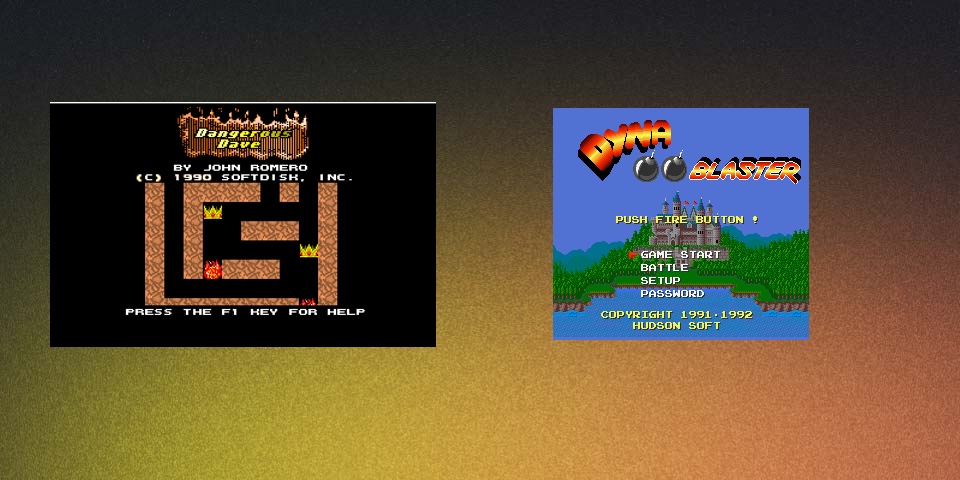 Dangerous
Dave
BY JOHN ROMERO
(C) 1990 SOFTDISK, INC.
PRESS THE F1 KEY FOR HELP
DYNA
BLASTER
PUSH FIRE BUTTON !
GAME START
BATTLE
SETUP
PASSWORD
COPYRIGHT 1991·1992
HUDSON SOFT